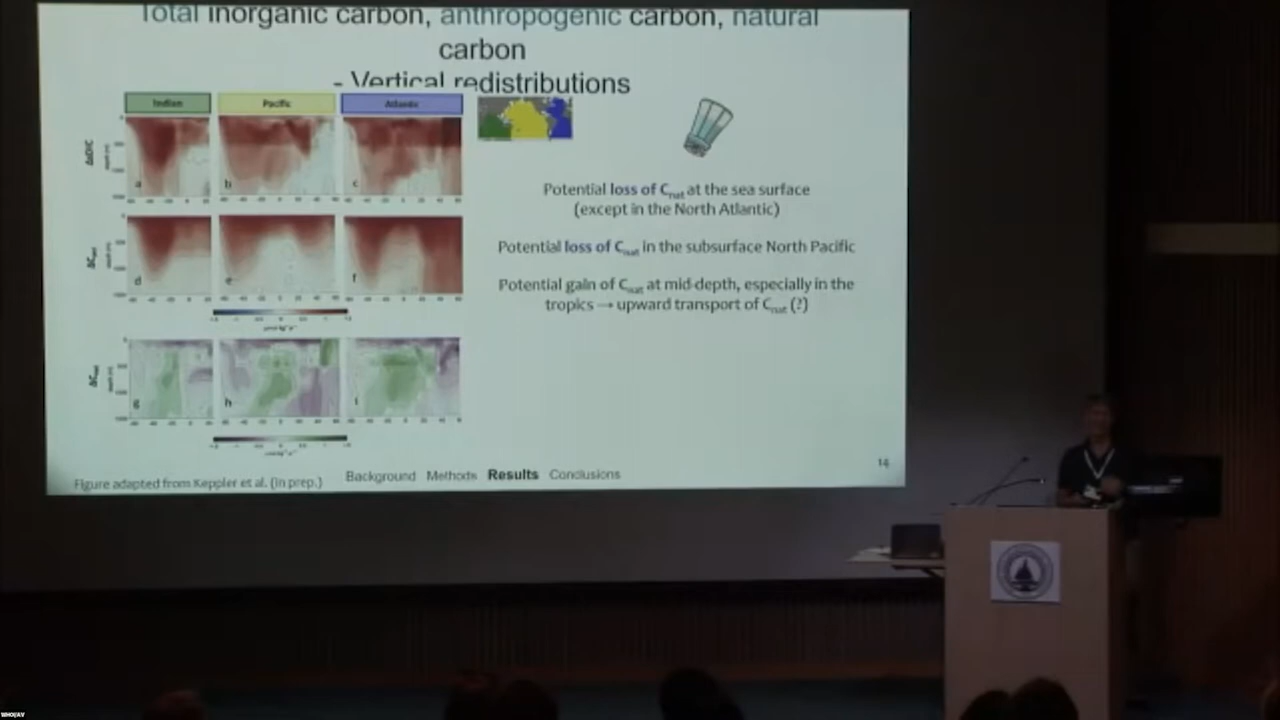 Total inorganic carbon, anthropogenic carbon, natural
carbon
- Vertical redistributions
Indian Pacific Atlantic
a b c
d e f
g h i
Potential loss of Cnat at the sea surface
(except in the North Atlantic)
Potential loss of Cnat in the subsurface North Pacific
Potential gain of Cnat at mid-depth, especially in the
tropics → upward transport of Cnat (?)
14
Background Methods Results Conclusions
Figure adapted from Keppler et al. (in prep.)
WHOI/AV